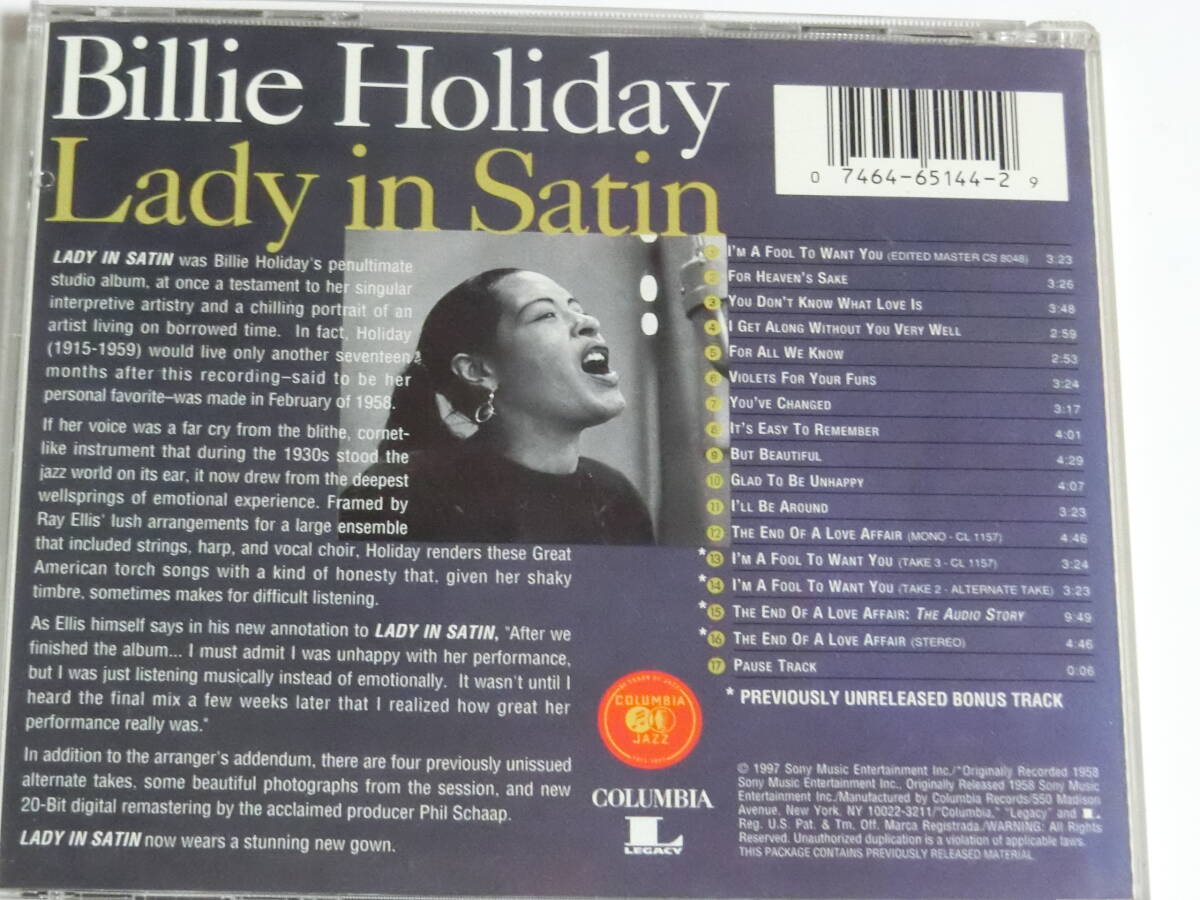 Billie Holiday
Lady in Satin
0 7464-65144-2 9
LADY IN SATIN was Billie Holiday's penultimate
studio album, at once a testament to her singular
interpretive artistry and a chilling portrait of an
artist living on borrowed time. In fact, Holiday
(1915-1959) would live only another seventeen
months after this recording–said to be her
personal favorite–was made in February of 1958.
If her voice was a far cry from the blithe, cornet-
like instrument that during the 1930s stood the
jazz world on its ear, it now drew from the deepest
wellsprings of emotional experience. Framed by
Ray Ellis' lush arrangements for a large ensemble
that included strings, harp, and vocal choir, Holiday renders these Great
American torch songs with a kind of honesty that, given her shaky
timbre, sometimes makes for difficult listening.
As Ellis himself says in his new annotation to LADY IN SATIN, "After we
finished the album... I must admit I was unhappy with her performance,
but I was just listening musically instead of emotionally. It wasn't until I
heard the final mix a few weeks later that I realized how great her
performance really was."
In addition to the arranger's addendum, there are four previously unissued
alternate takes, some beautiful photographs from the session, and new
20-Bit digital remastering by the acclaimed producer Phil Schaap.
LADY IN SATIN now wears a stunning new gown.
1 I'm A Fool To Want You (EDITED MASTER CS 8048) 3:23
2 For Heaven's Sake 3:26
3 You Don't Know What Love Is 3:48
4 I Get Along Without You Very Well 2:59
5 For All We Know 2:53
6 Violets For Your Furs 3:24
7 You've Changed 3:17
8 It's Easy To Remember 4:01
9 But Beautiful 4:29
10 Glad To Be Unhappy 4:07
11 I'll Be Around 3:23
12 The End Of A Love Affair (MONO - CL 1157) 4:46
*13 I'm A Fool To Want You (TAKE 3 - CL 1157) 3:24
*14 I'm A Fool To Want You (TAKE 2 - ALTERNATE TAKE) 3:23
*15 The End Of A Love Affair: The Audio Story 9:49
*16 The End Of A Love Affair (STEREO) 4:46
17 Pause Track 0:06
* PREVIOUSLY UNRELEASED BONUS TRACK
COLUMBIA
JAZZ
COLUMBIA
L
LEGACY
© 1997 Sony Music Entertainment Inc./"Originally Recorded 1958
Sony Music Entertainment Inc., Originally Released 1958 Sony Music
Entertainment Inc./Manufactured by Columbia Records/550 Madison
Avenue, New York, NY 10022-3211/"Columbia," "Legacy" and L
Reg. U.S. Pat. & Tm. Off. Marca Registrada./WARNING: All Rights
Reserved. Unauthorized duplication is a violation of applicable laws.
THIS PACKAGE CONTAINS PREVIOUSLY RELEASED MATERIAL.